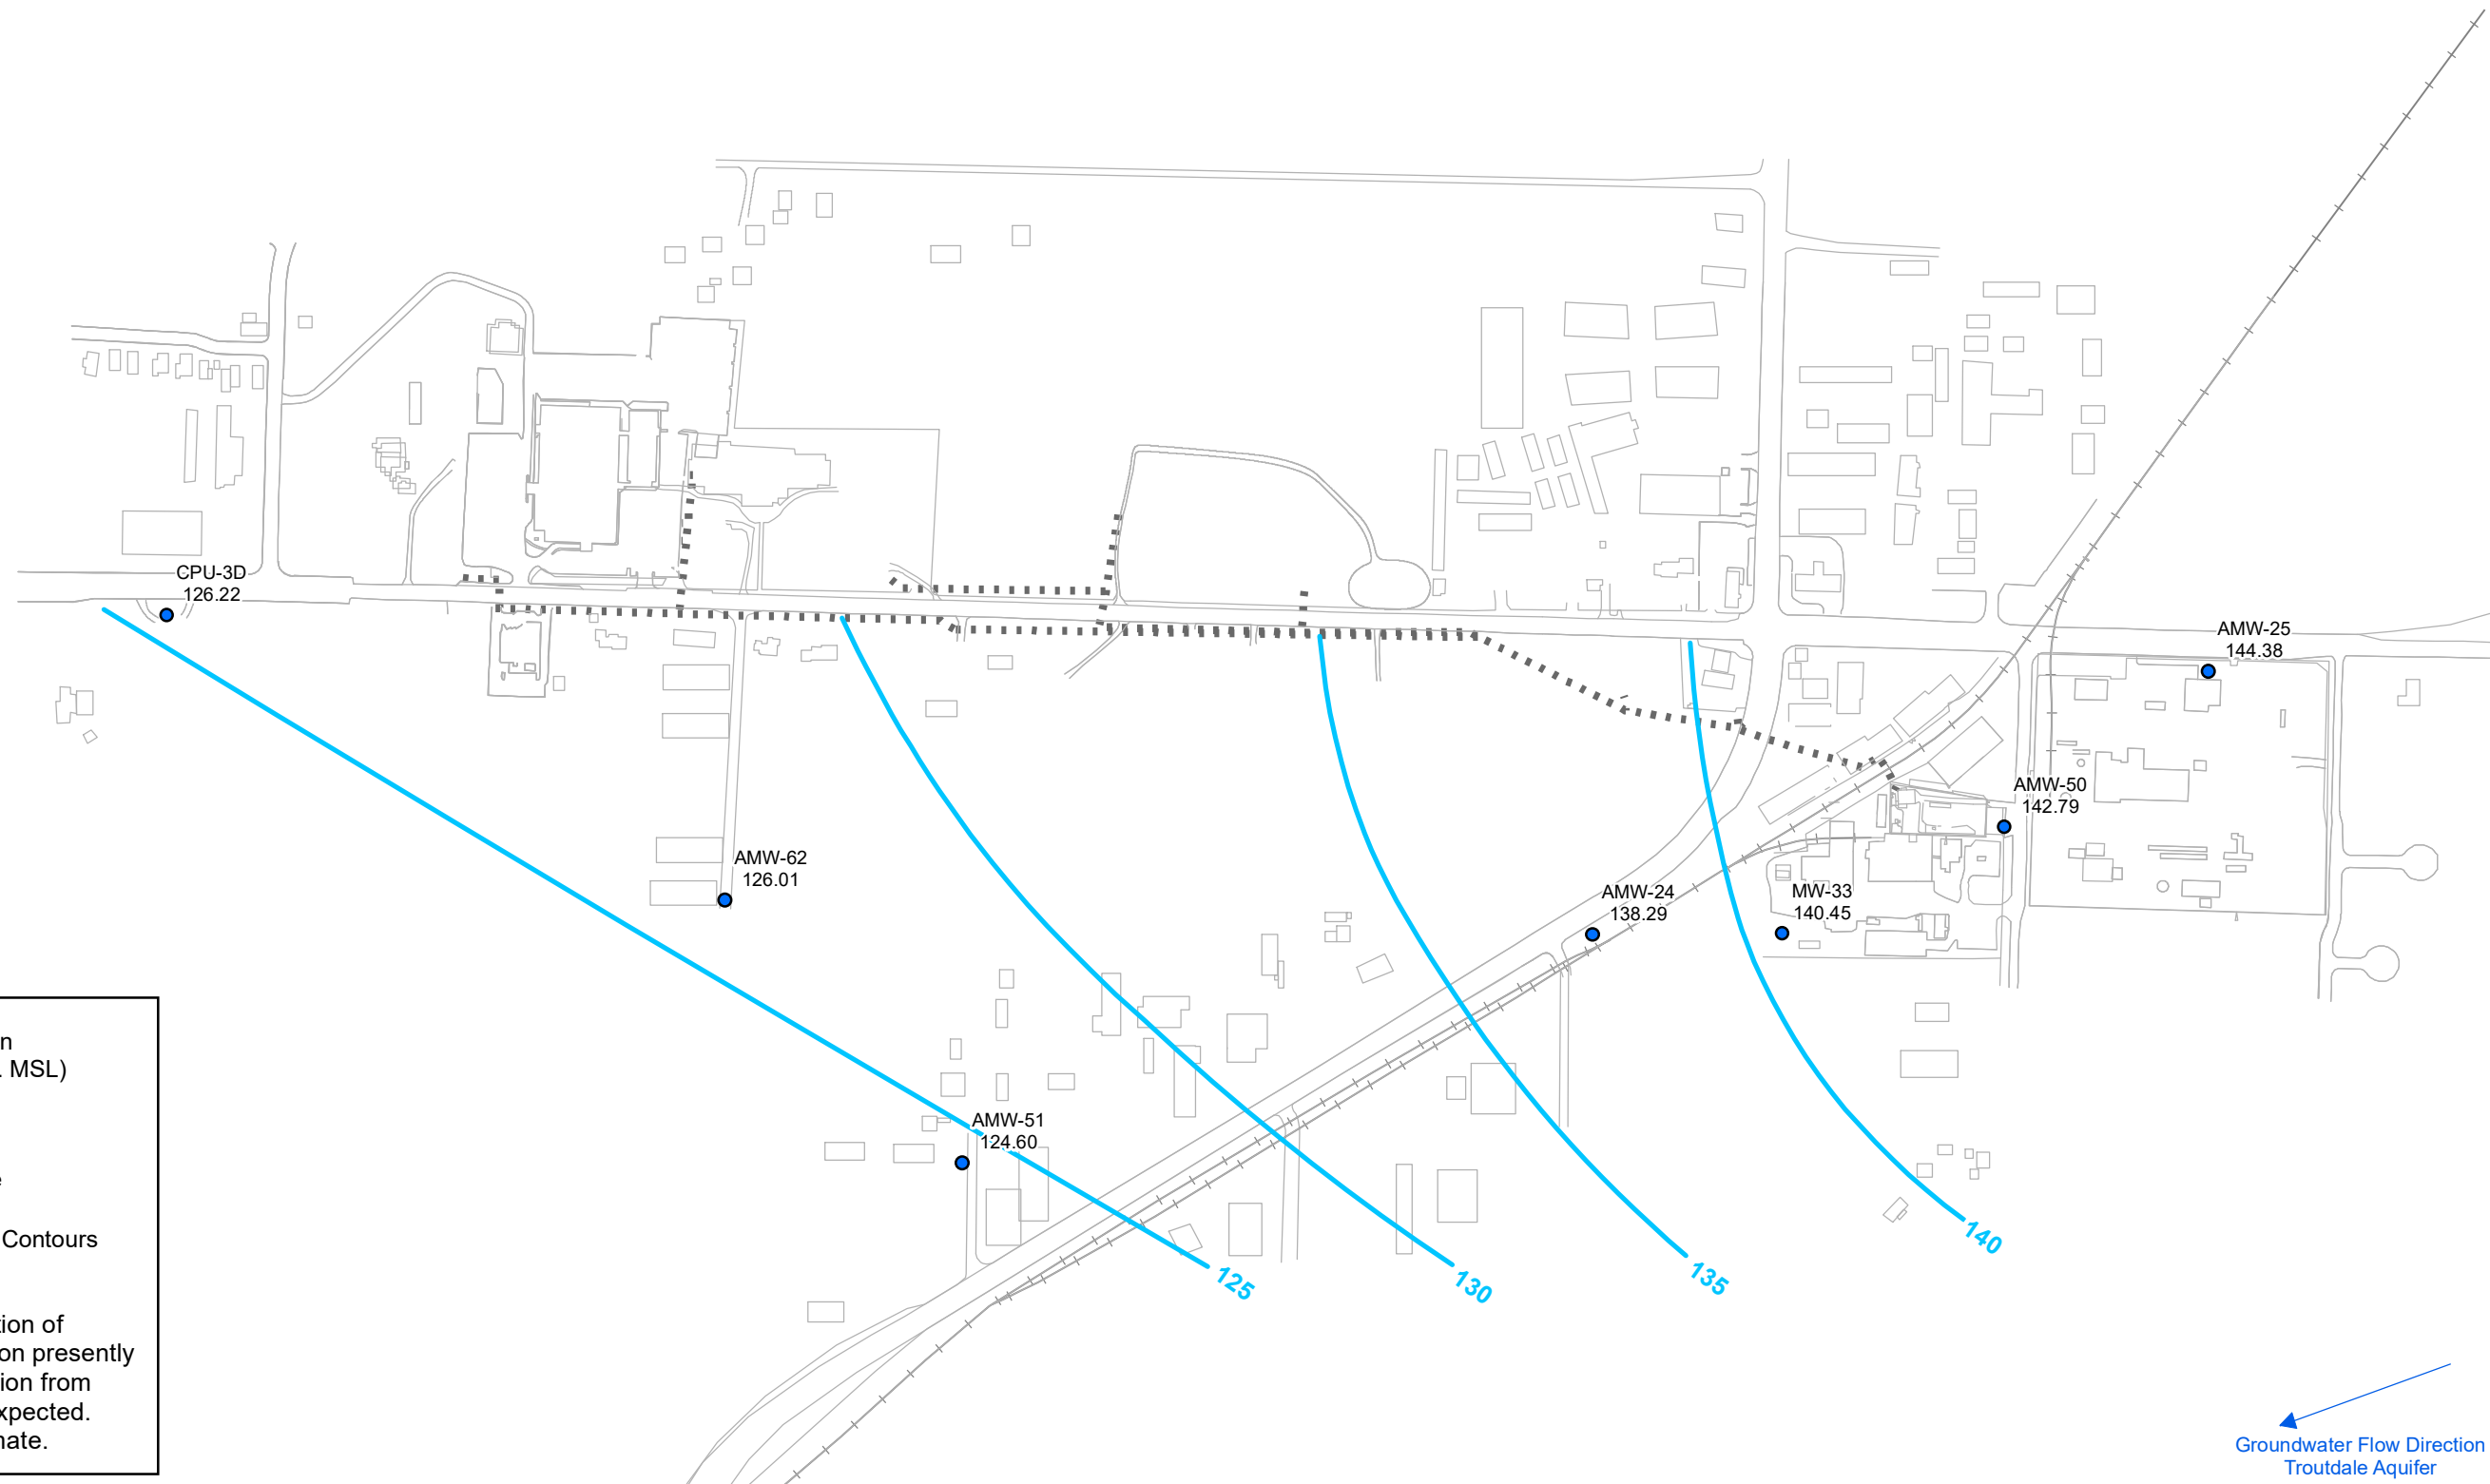 CPU-3D
126.22
AMW-25
144.38
AMW-50
142.79
AMW-62
126.01
AMW-24
138.29
MW-33
140.45
AMW-51
124.60
125
130
135
140
n
. MSL)
e
Contours
tion of
on presently
tion from
xpected.
nate.
Groundwater Flow Direction
Troutdale Aquifer